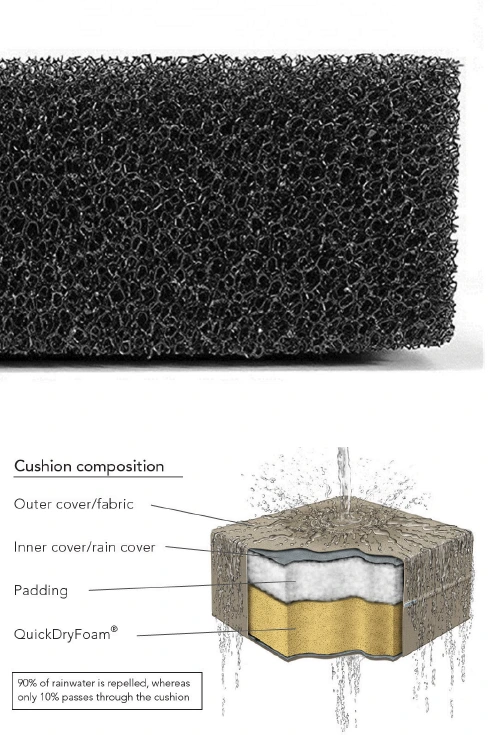 Cushion composition
Outer cover/fabric
Inner cover/rain cover
Padding
QuickDryFoam®
90% of rainwater is repelled, whereas
only 10% passes through the cushion